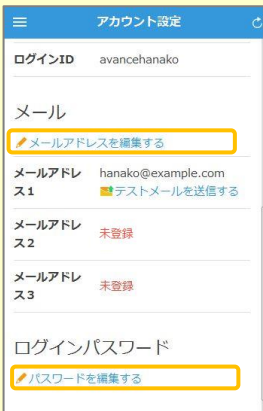 アカウント設定
ログインID avancehanako
メール
メールアドレスを編集する
メールアドレ hanako@example.com
ス1 テストメールを送信する
メールアドレ
ス2 未登録
メールアドレ
ス3 未登録
ログインパスワード
パスワードを編集する